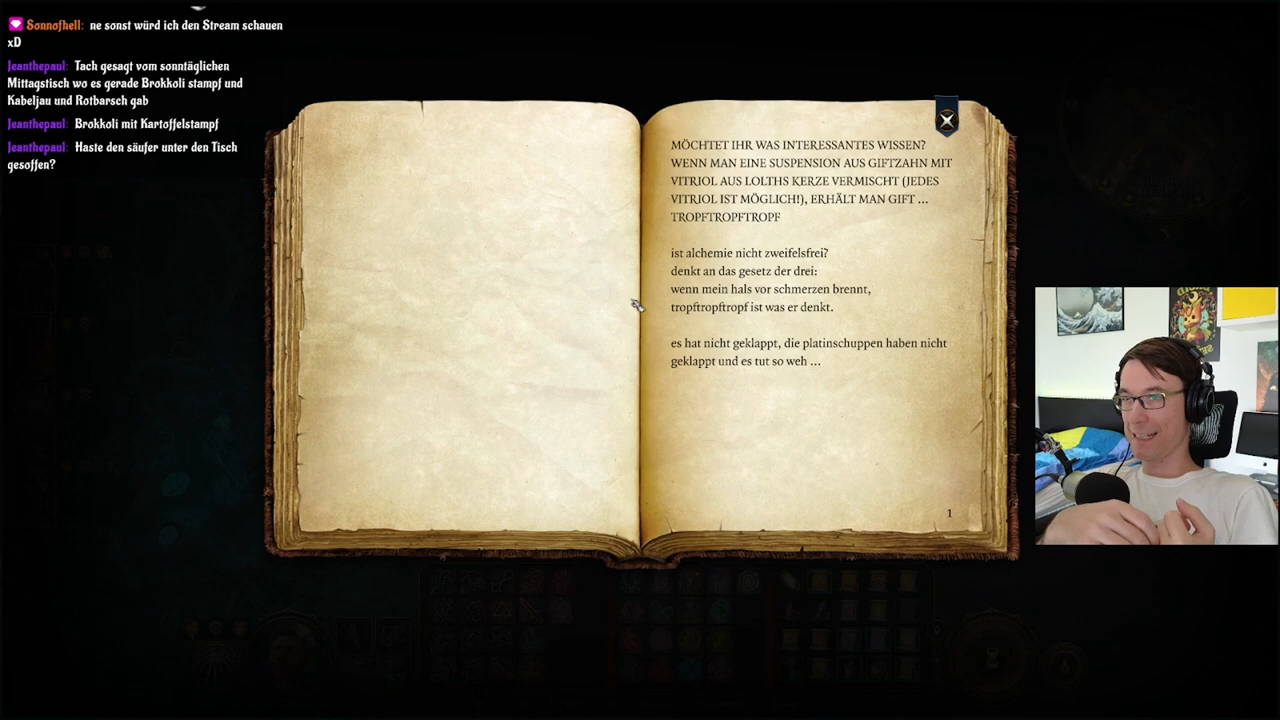 Sonnofhell: ne sonst würd ich den Stream schauen
xD
Jeanthepaul: Tach gesagt vom sonntäglichen
Mittagstisch wo es gerade Brokkoli stampf und
Kabeljau und Rotbarsch gab
Jeanthepaul: Brokkoli mit Kartoffelstampf
Jeanthepaul: Haste den säufer unter den Tisch
gesoffen?
MÖCHTET IHR WAS INTERESSANTES WISSEN?
WENN MAN EINE SUSPENSION AUS GIFTZAHN MIT
VITRIOL AUS LOLTHS KERZE VERMISCHT (JEDES
VITRIOL IST MÖGLICH!), ERHÄLT MAN GIFT ...
TROPFTROPFTROPF
ist alchemie nicht zweifelsfrei?
denkt an das gesetz der drei:
wenn mein hals vor schmerzen brennt,
tropftropftropf ist was er denkt.
es hat nicht geklappt, die platinschuppen haben nicht
geklappt und es tut so weh ...
1